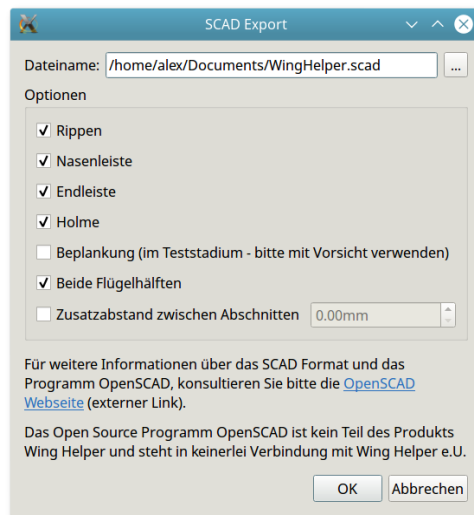 SCAD Export
Dateiname: /home/alex/Documents/WingHelper.scad ...
Optionen
Rippen
Nasenleiste
Endleiste
Holme
Beplankung (im Teststadium - bitte mit Vorsicht verwenden)
Beide Flügelhälften
Zusatzabstand zwischen Abschnitten 0.00mm
Für weitere Informationen über das SCAD Format und das
Programm OpenSCAD, konsultieren Sie bitte die OpenSCAD
Webseite (externer Link).
Das Open Source Programm OpenSCAD ist kein Teil des Produkts
Wing Helper und steht in keinerlei Verbindung mit Wing Helper e.U.
OK Abbrechen